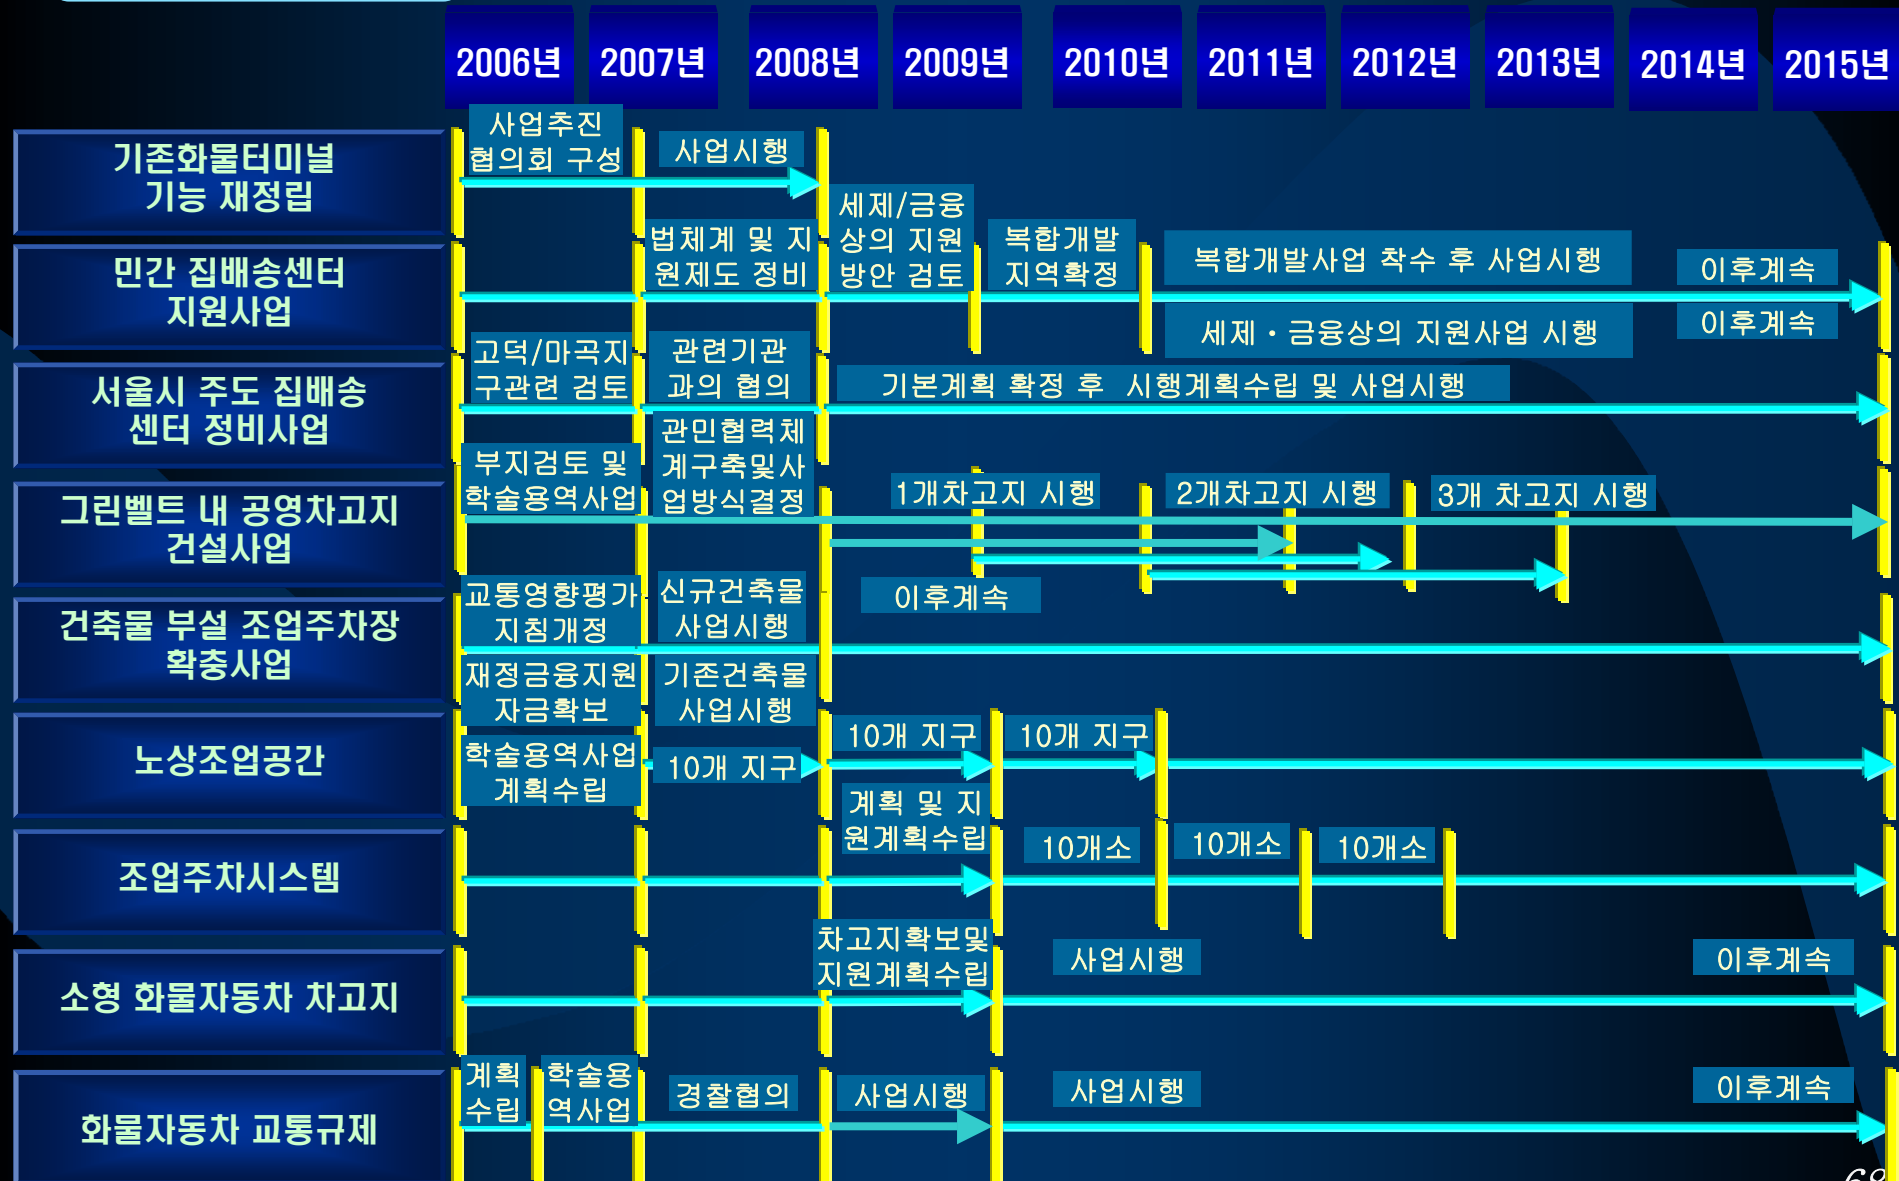 2006년 2007년 2008년 2009년 2010년 2011년 2012년 2013년 2014년 2015년
기존화물터미널
기능 재정립
사업추진
협의회 구성
사업시행
민간 집배송센터
지원사업
법체계 및 지
원제도 정비
세제/금융
상의 지원
방안 검토
복합개발
지역확정
복합개발사업 착수 후 사업시행
이후계속
세제 · 금융상의 지원사업 시행
이후계속
서울시 주도 집배송
센터 정비사업
고덕/마곡지
구관련 검토
관련기관
과의 협의
기본계획 확정 후 시행계획수립 및 사업시행
그린벨트 내 공영차고지
건설사업
부지검토 및
학술용역사업
관민협력체
계구축및사
업방식결정
1개차고지 시행
2개차고지 시행
3개 차고지 시행
건축물 부설 조업주차장
확충사업
교통영향평가
지침개정
신규건축물
사업시행
이후계속
재정금융지원
자금확보
기존건축물
사업시행
노상조업공간
학술용역사업
계획수립
10개 지구
10개 지구
10개 지구
조업주차시스템
계획 및 지
원계획수립
10개소
10개소
10개소
소형 화물자동차 차고지
차고지확보및
지원계획수립
사업시행
이후계속
화물자동차 교통규제
계획
수립
학술용
역사업
경찰협의
사업시행
사업시행
이후계속
68